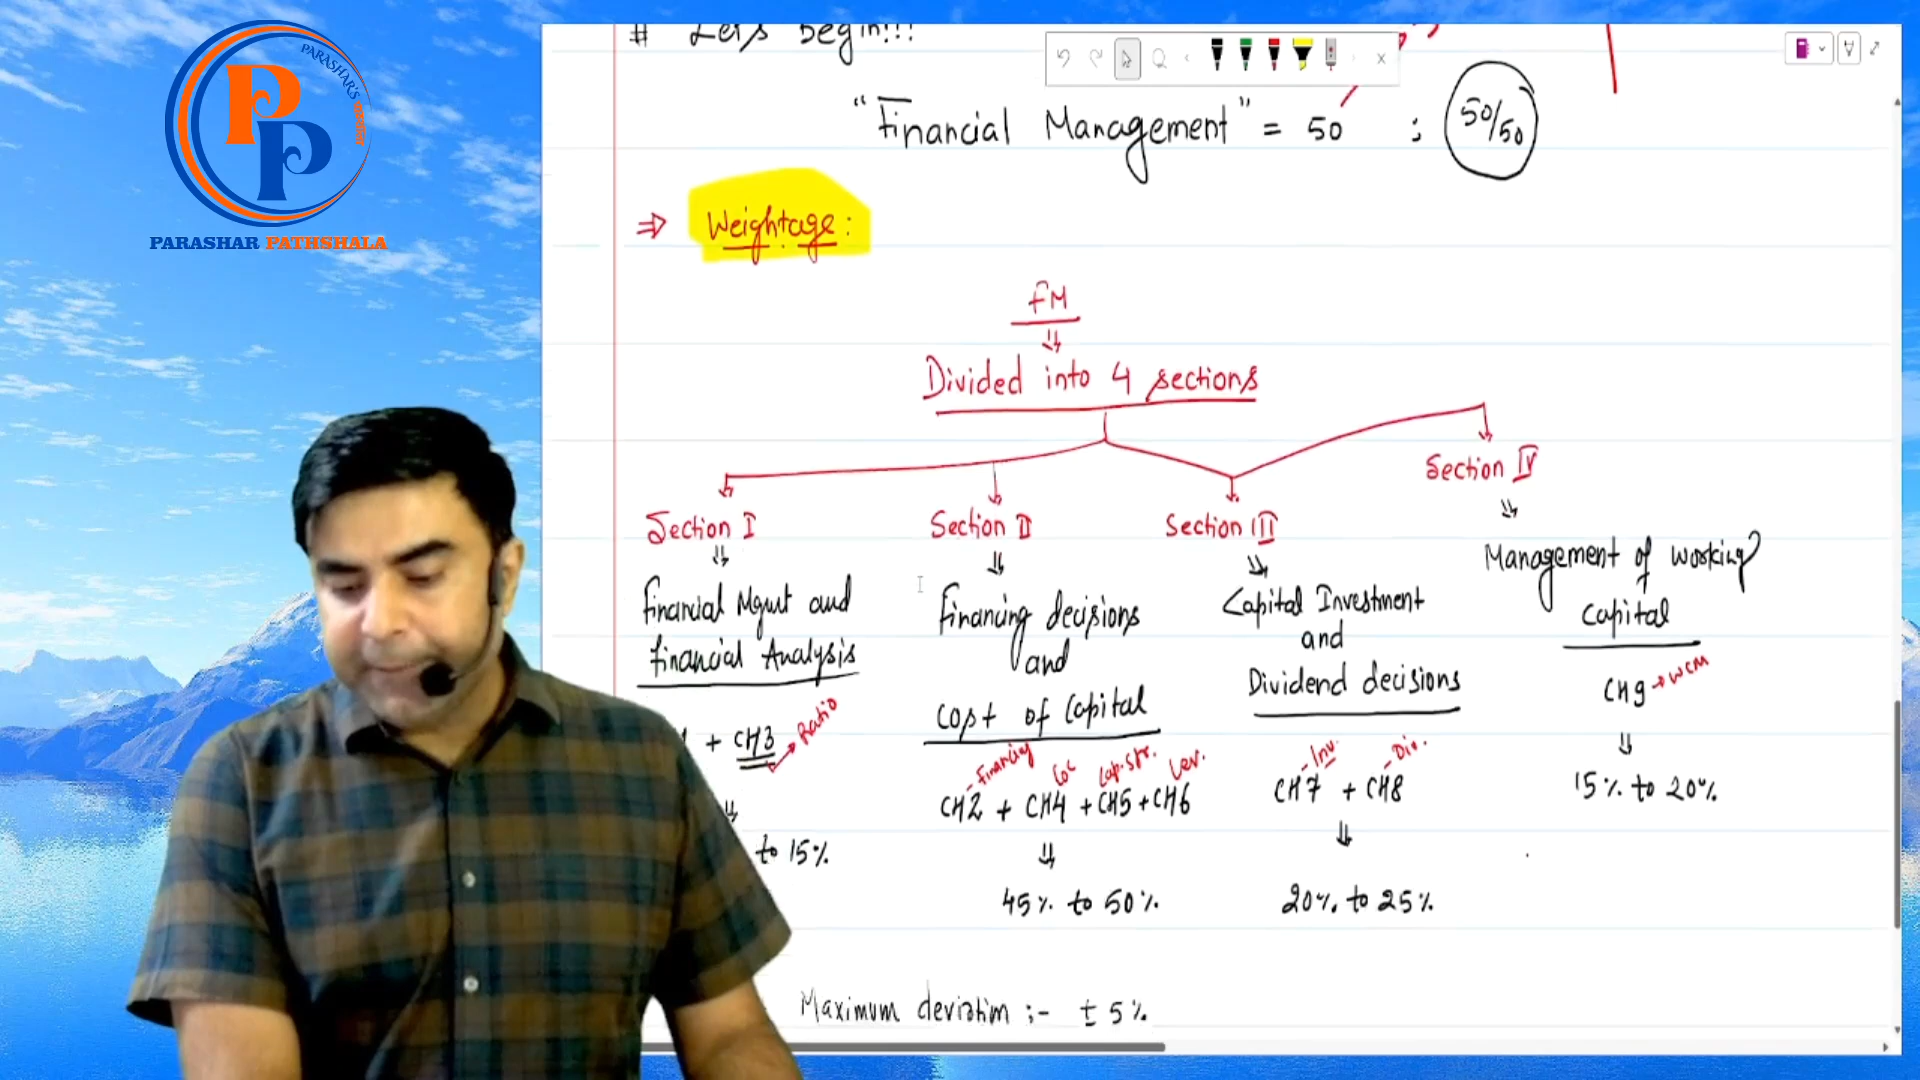 PARASHAR'S
PP
PARASHAR PATHSHALA
# Lets begin!!!
"Financial Management" = 50 : 50/50
⇒ Weightage:
FM
Divided into 4 sections
Section I
Section II
Section III
Section IV
Financial Mgmt and
Financial Analysis
+ CH3 → Ratio
to 15%
Financing decisions
and
Cost of Capital
- Financing CoC Cap. Str. Lev.
CH2 + CH4 + CH5 + CH6
45% to 50%
Capital Investment
and
Dividend decisions
- Inv. - Div.
CH7 + CH8
20% to 25%
Management of working
Capital
CH9 → WCM
15% to 20%
Maximum deviation :- ± 5%